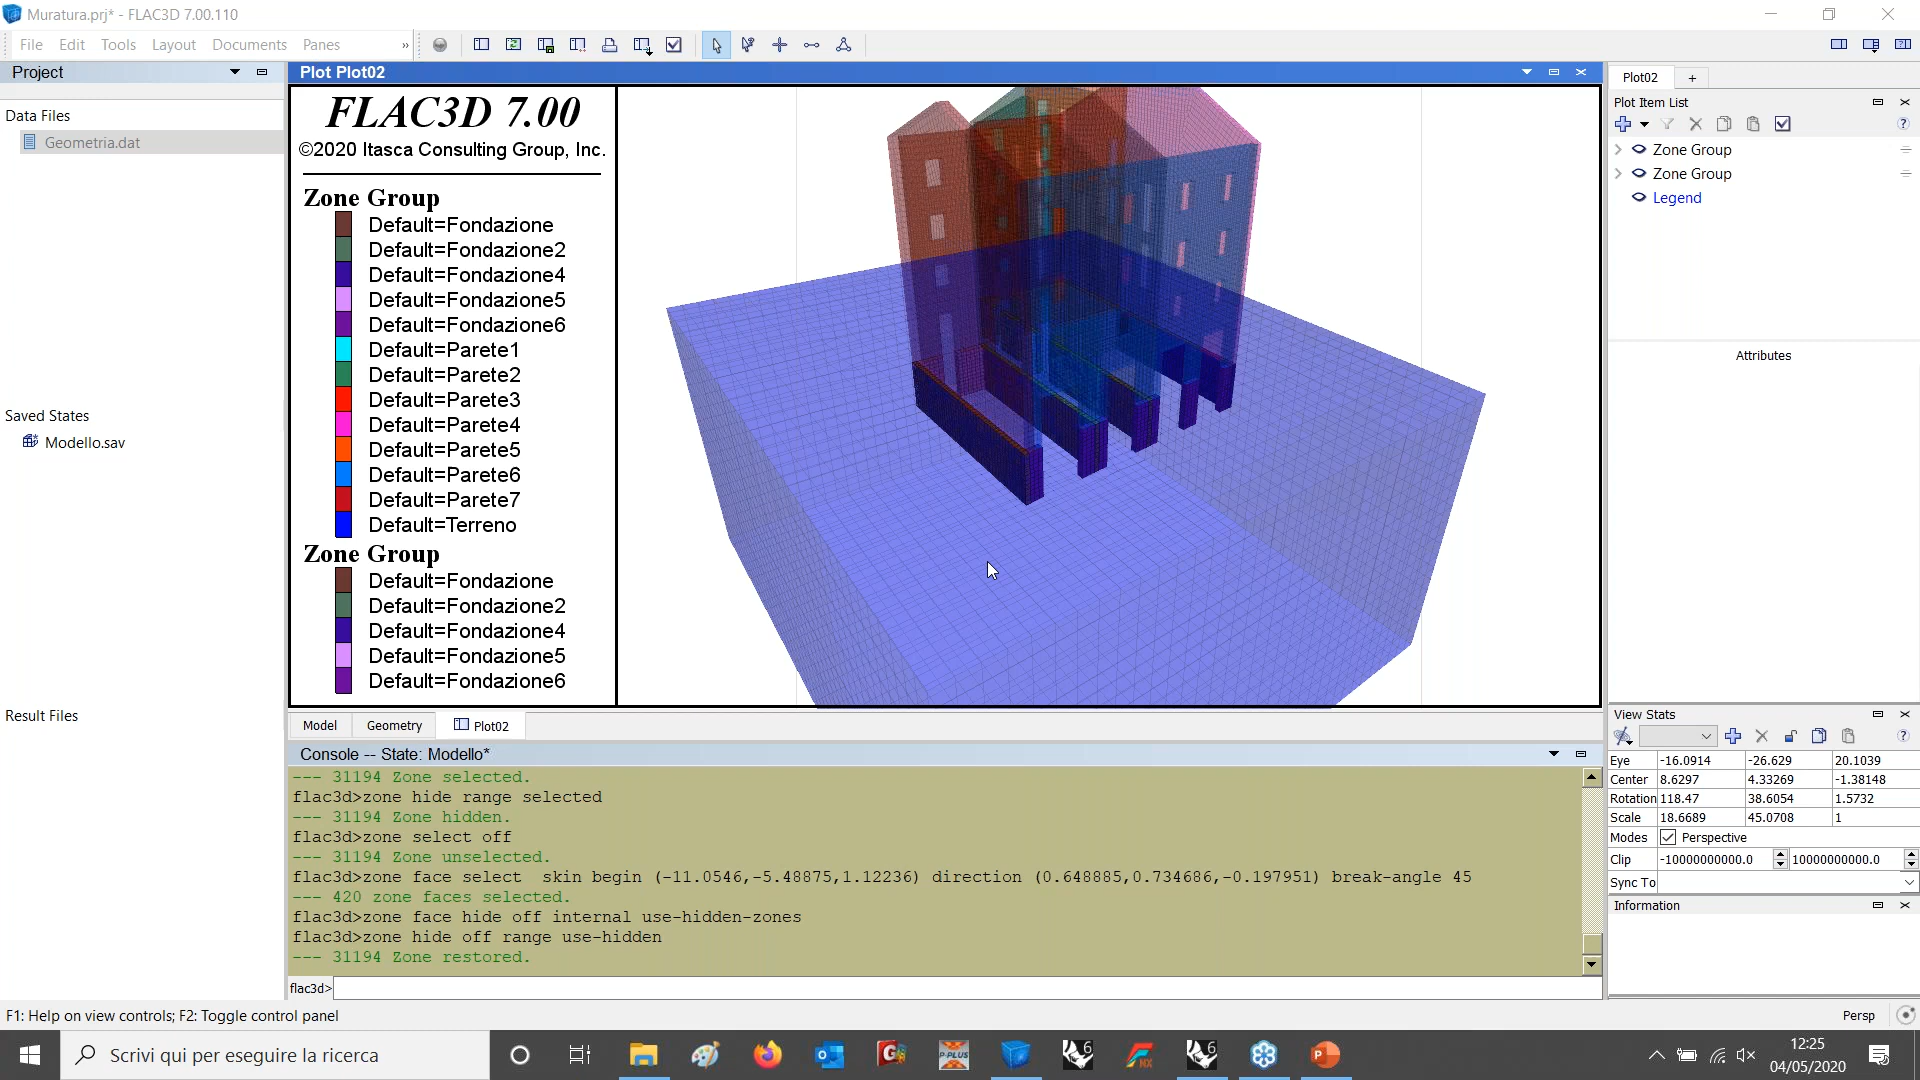 Muratura.prj* - FLAC3D 7.00.110
File Edit Tools Layout Documents Panes »
Project
Data Files
Geometria.dat
Saved States
Modello.sav
Result Files
Plot Plot02
FLAC3D 7.00
©2020 Itasca Consulting Group, Inc.
Zone Group
Default=Fondazione
Default=Fondazione2
Default=Fondazione4
Default=Fondazione5
Default=Fondazione6
Default=Parete1
Default=Parete2
Default=Parete3
Default=Parete4
Default=Parete5
Default=Parete6
Default=Parete7
Default=Terreno
Zone Group
Default=Fondazione
Default=Fondazione2
Default=Fondazione4
Default=Fondazione5
Default=Fondazione6
Model Geometry Plot02
Console -- State: Modello*
--- 31194 Zone selected.
flac3d>zone hide range selected
--- 31194 Zone hidden.
flac3d>zone select off
--- 31194 Zone unselected.
flac3d>zone face select  skin begin (-11.0546,-5.48875,1.12236) direction (0.648885,0.734686,-0.197951) break-angle 45
--- 420 zone faces selected.
flac3d>zone face hide off internal use-hidden-zones
flac3d>zone hide off range use-hidden
--- 31194 Zone restored.
flac3d>
Plot02 +
Plot Item List
Zone Group
Zone Group
Legend
Attributes
View Stats
Eye -16.0914 -26.629 20.1039
Center 8.6297 4.33269 -1.38148
Rotation 118.47 38.6054 1.5732
Scale 18.6689 45.0708 1
Modes Perspective
Clip -10000000000.0 10000000000.0
Sync To
Information
F1: Help on view controls; F2: Toggle control panel
Persp
Scrivi qui per eseguire la ricerca
P-PLUS
6
NX
6
12:25
04/05/2020